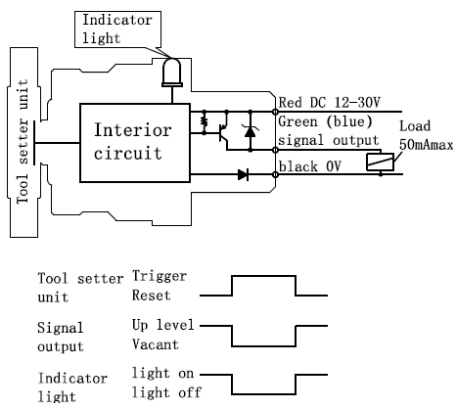 Indicator
light
Tool setter unit
Interior
circuit
Red DC 12-30V
Green (blue)
signal output
black 0V
Load
50mAmax
Tool setter Trigger
unit Reset
Signal Up level
output Vacant
Indicator light on
light light off